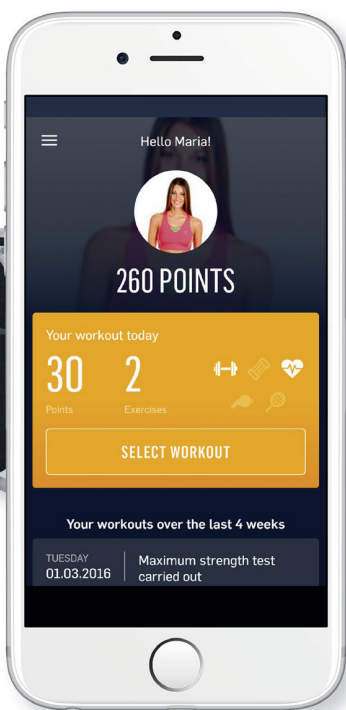 Hello Maria!
260 POINTS
Your workout today
30 2
Points Exercises
SELECT WORKOUT
Your workouts over the last 4 weeks
TUESDAY
01.03.2016
Maximum strength test
carried out